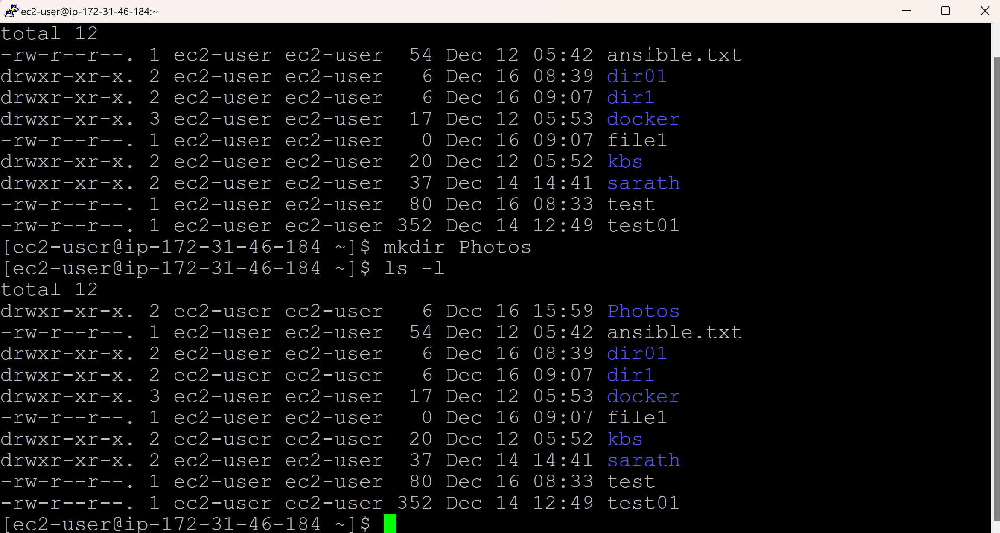 ec2-user@ip-172-31-46-184:~
total 12
-rw-r--r--. 1 ec2-user ec2-user  54 Dec 12 05:42 ansible.txt
drwxr-xr-x. 2 ec2-user ec2-user   6 Dec 16 08:39 dir01
drwxr-xr-x. 2 ec2-user ec2-user   6 Dec 16 09:07 dir1
drwxr-xr-x. 3 ec2-user ec2-user  17 Dec 12 05:53 docker
-rw-r--r--. 1 ec2-user ec2-user   0 Dec 16 09:07 file1
drwxr-xr-x. 2 ec2-user ec2-user  20 Dec 12 05:52 kbs
drwxr-xr-x. 2 ec2-user ec2-user  37 Dec 14 14:41 sarath
-rw-r--r--. 1 ec2-user ec2-user  80 Dec 16 08:33 test
-rw-r--r--. 1 ec2-user ec2-user 352 Dec 14 12:49 test01
[ec2-user@ip-172-31-46-184 ~]$ mkdir Photos
[ec2-user@ip-172-31-46-184 ~]$ ls -l
total 12
drwxr-xr-x. 2 ec2-user ec2-user   6 Dec 16 15:59 Photos
-rw-r--r--. 1 ec2-user ec2-user  54 Dec 12 05:42 ansible.txt
drwxr-xr-x. 2 ec2-user ec2-user   6 Dec 16 08:39 dir01
drwxr-xr-x. 2 ec2-user ec2-user   6 Dec 16 09:07 dir1
drwxr-xr-x. 3 ec2-user ec2-user  17 Dec 12 05:53 docker
-rw-r--r--. 1 ec2-user ec2-user   0 Dec 16 09:07 file1
drwxr-xr-x. 2 ec2-user ec2-user  20 Dec 12 05:52 kbs
drwxr-xr-x. 2 ec2-user ec2-user  37 Dec 14 14:41 sarath
-rw-r--r--. 1 ec2-user ec2-user  80 Dec 16 08:33 test
-rw-r--r--. 1 ec2-user ec2-user 352 Dec 14 12:49 test01
[ec2-user@ip-172-31-46-184 ~]$